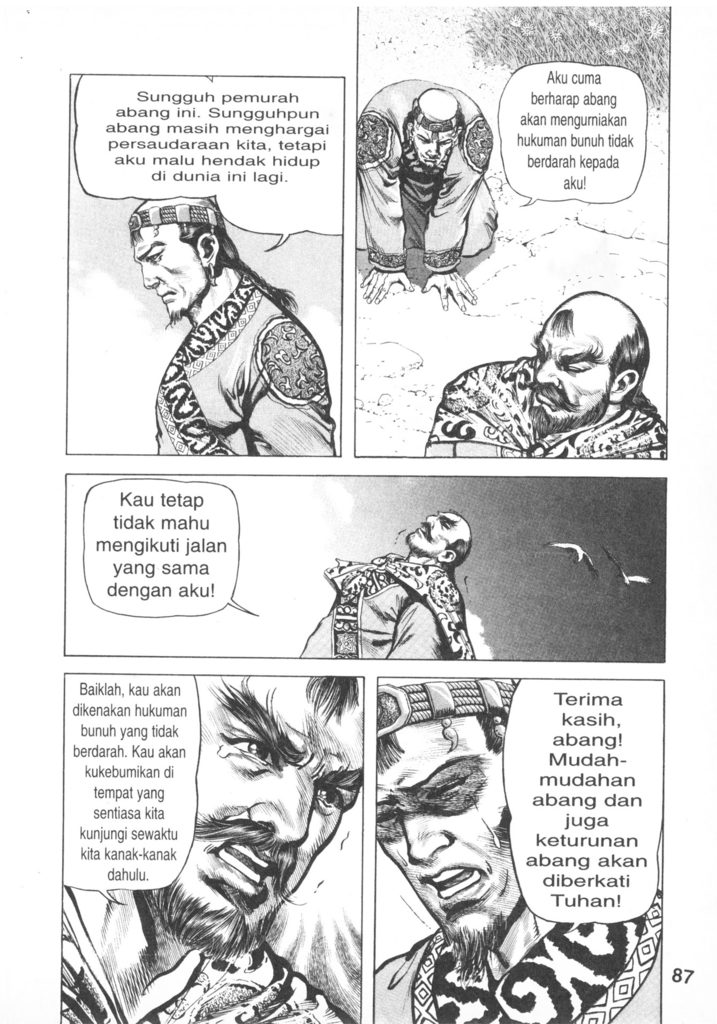 Sungguh pemurah
abang ini. Sungguhpun
abang masih menghargai
persaudaraan kita, tetapi
aku malu hendak hidup
di dunia ini lagi.
Aku cuma
berharap abang
akan mengurniakan
hukuman bunuh tidak
berdarah kepada
aku!
Kau tetap
tidak mahu
mengikuti jalan
yang sama
dengan aku!
Baiklah, kau akan
dikenakan hukuman
bunuh yang tidak
berdarah. Kau akan
kukebumikan di
tempat yang
sentiasa kita
kunjungi sewaktu
kita kanak-kanak
dahulu.
Terima
kasih,
abang!
Mudah-
mudahan
abang dan
juga
keturunan
abang akan
diberkati
Tuhan!
87